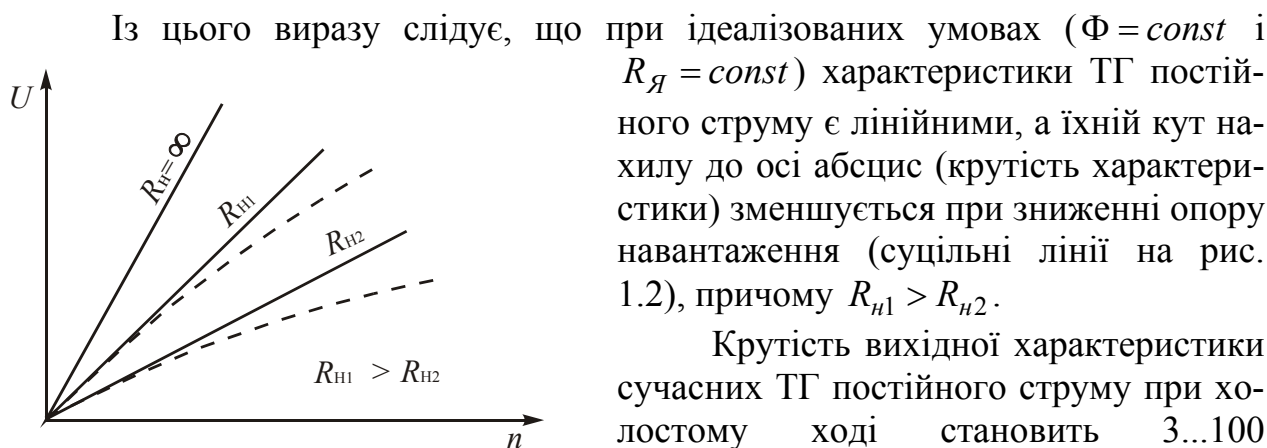 Із цього виразу слідує, що при ідеалізованих умовах (Φ = const і
R_Я = const) характеристики ТГ постій-
ного струму є лінійними, а їхній кут на-
хилу до осі абсцис (крутість характери-
стики) зменшується при зниженні опору
навантаження (суцільні лінії на рис.
1.2), причому R_н1 > R_н2.
Крутість вихідної характеристики
сучасних ТГ постійного струму при хо-
лостому ході становить 3...100
U
R_Н=∞
R_Н1
R_Н2
R_Н1 > R_Н2
n